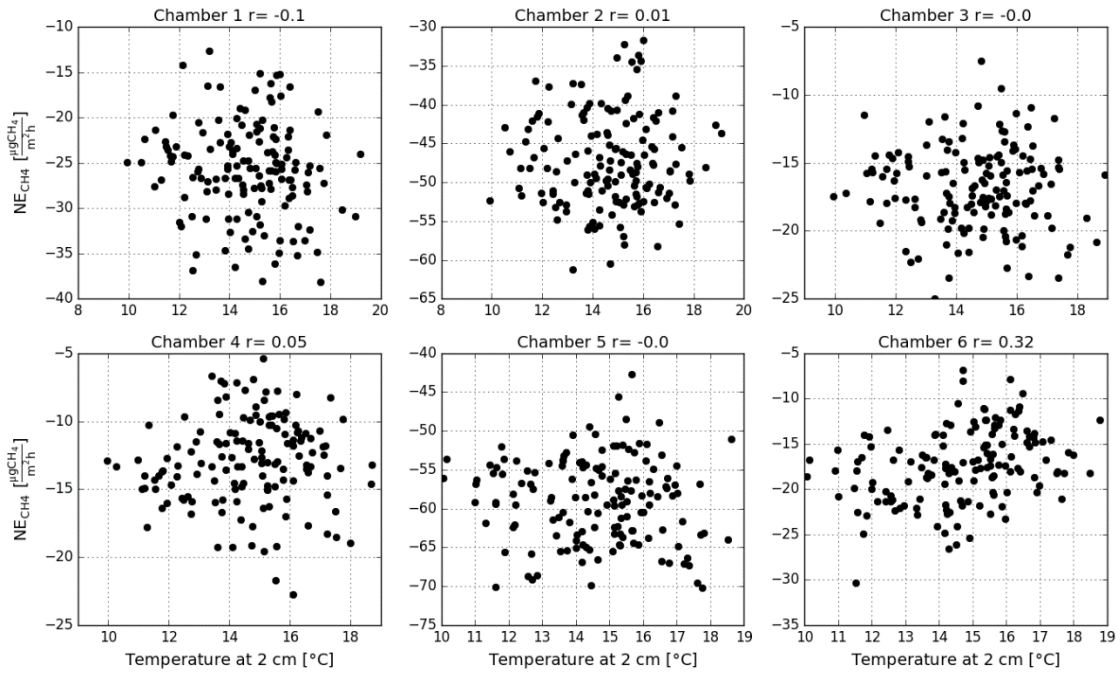 Chamber 1 r= -0.1
Chamber 2 r= 0.01
Chamber 3 r= -0.0
−10
−15
−20
−25
−30
−35
−40
8 10 12 14 16 18 20
NE_CH4 [µgCH₄/m²h]
−30
−35
−40
−45
−50
−55
−60
−65
8 10 12 14 16 18 20
−5
−10
−15
−20
−25
10 12 14 16 18
Chamber 4 r= 0.05
Chamber 5 r= -0.0
Chamber 6 r= 0.32
−5
−10
−15
−20
−25
10 12 14 16 18
NE_CH4 [µgCH₄/m²h]
Temperature at 2 cm [°C]
−40
−45
−50
−55
−60
−65
−70
−75
10 11 12 13 14 15 16 17 18 19
Temperature at 2 cm [°C]
−5
−10
−15
−20
−25
−30
−35
10 11 12 13 14 15 16 17 18 19
Temperature at 2 cm [°C]